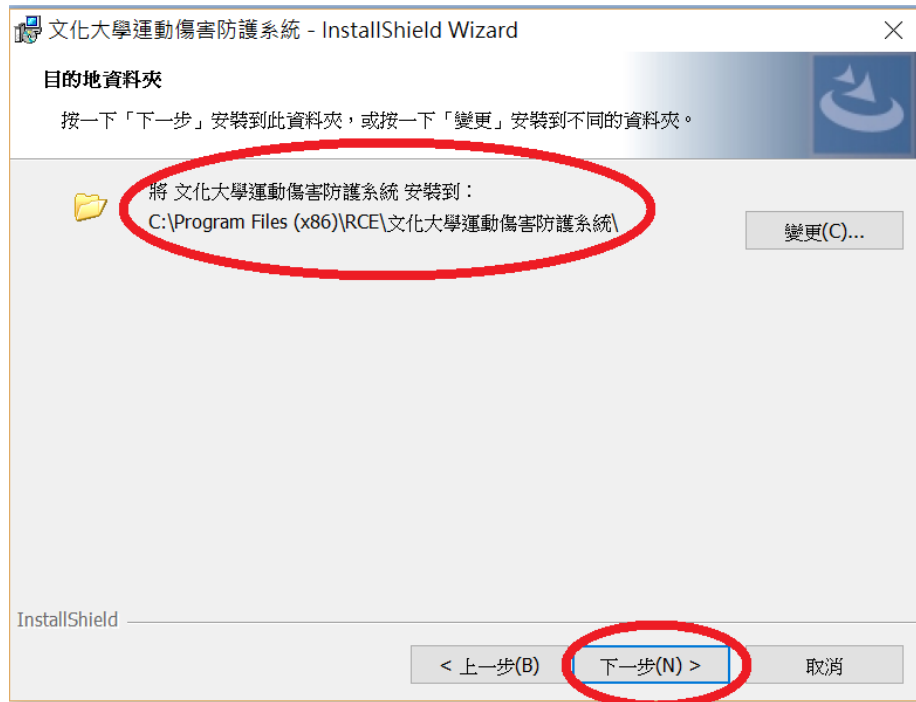 文化大學運動傷害防護系統 - InstallShield Wizard
目的地資料夾
按一下「下一步」安裝到此資料夾，或按一下「變更」安裝到不同的資料夾。
將 文化大學運動傷害防護系統 安裝到：
C:\Program Files (x86)\RCE\文化大學運動傷害防護系統\
變更(C)...
InstallShield
< 上一步(B)
下一步(N) >
取消